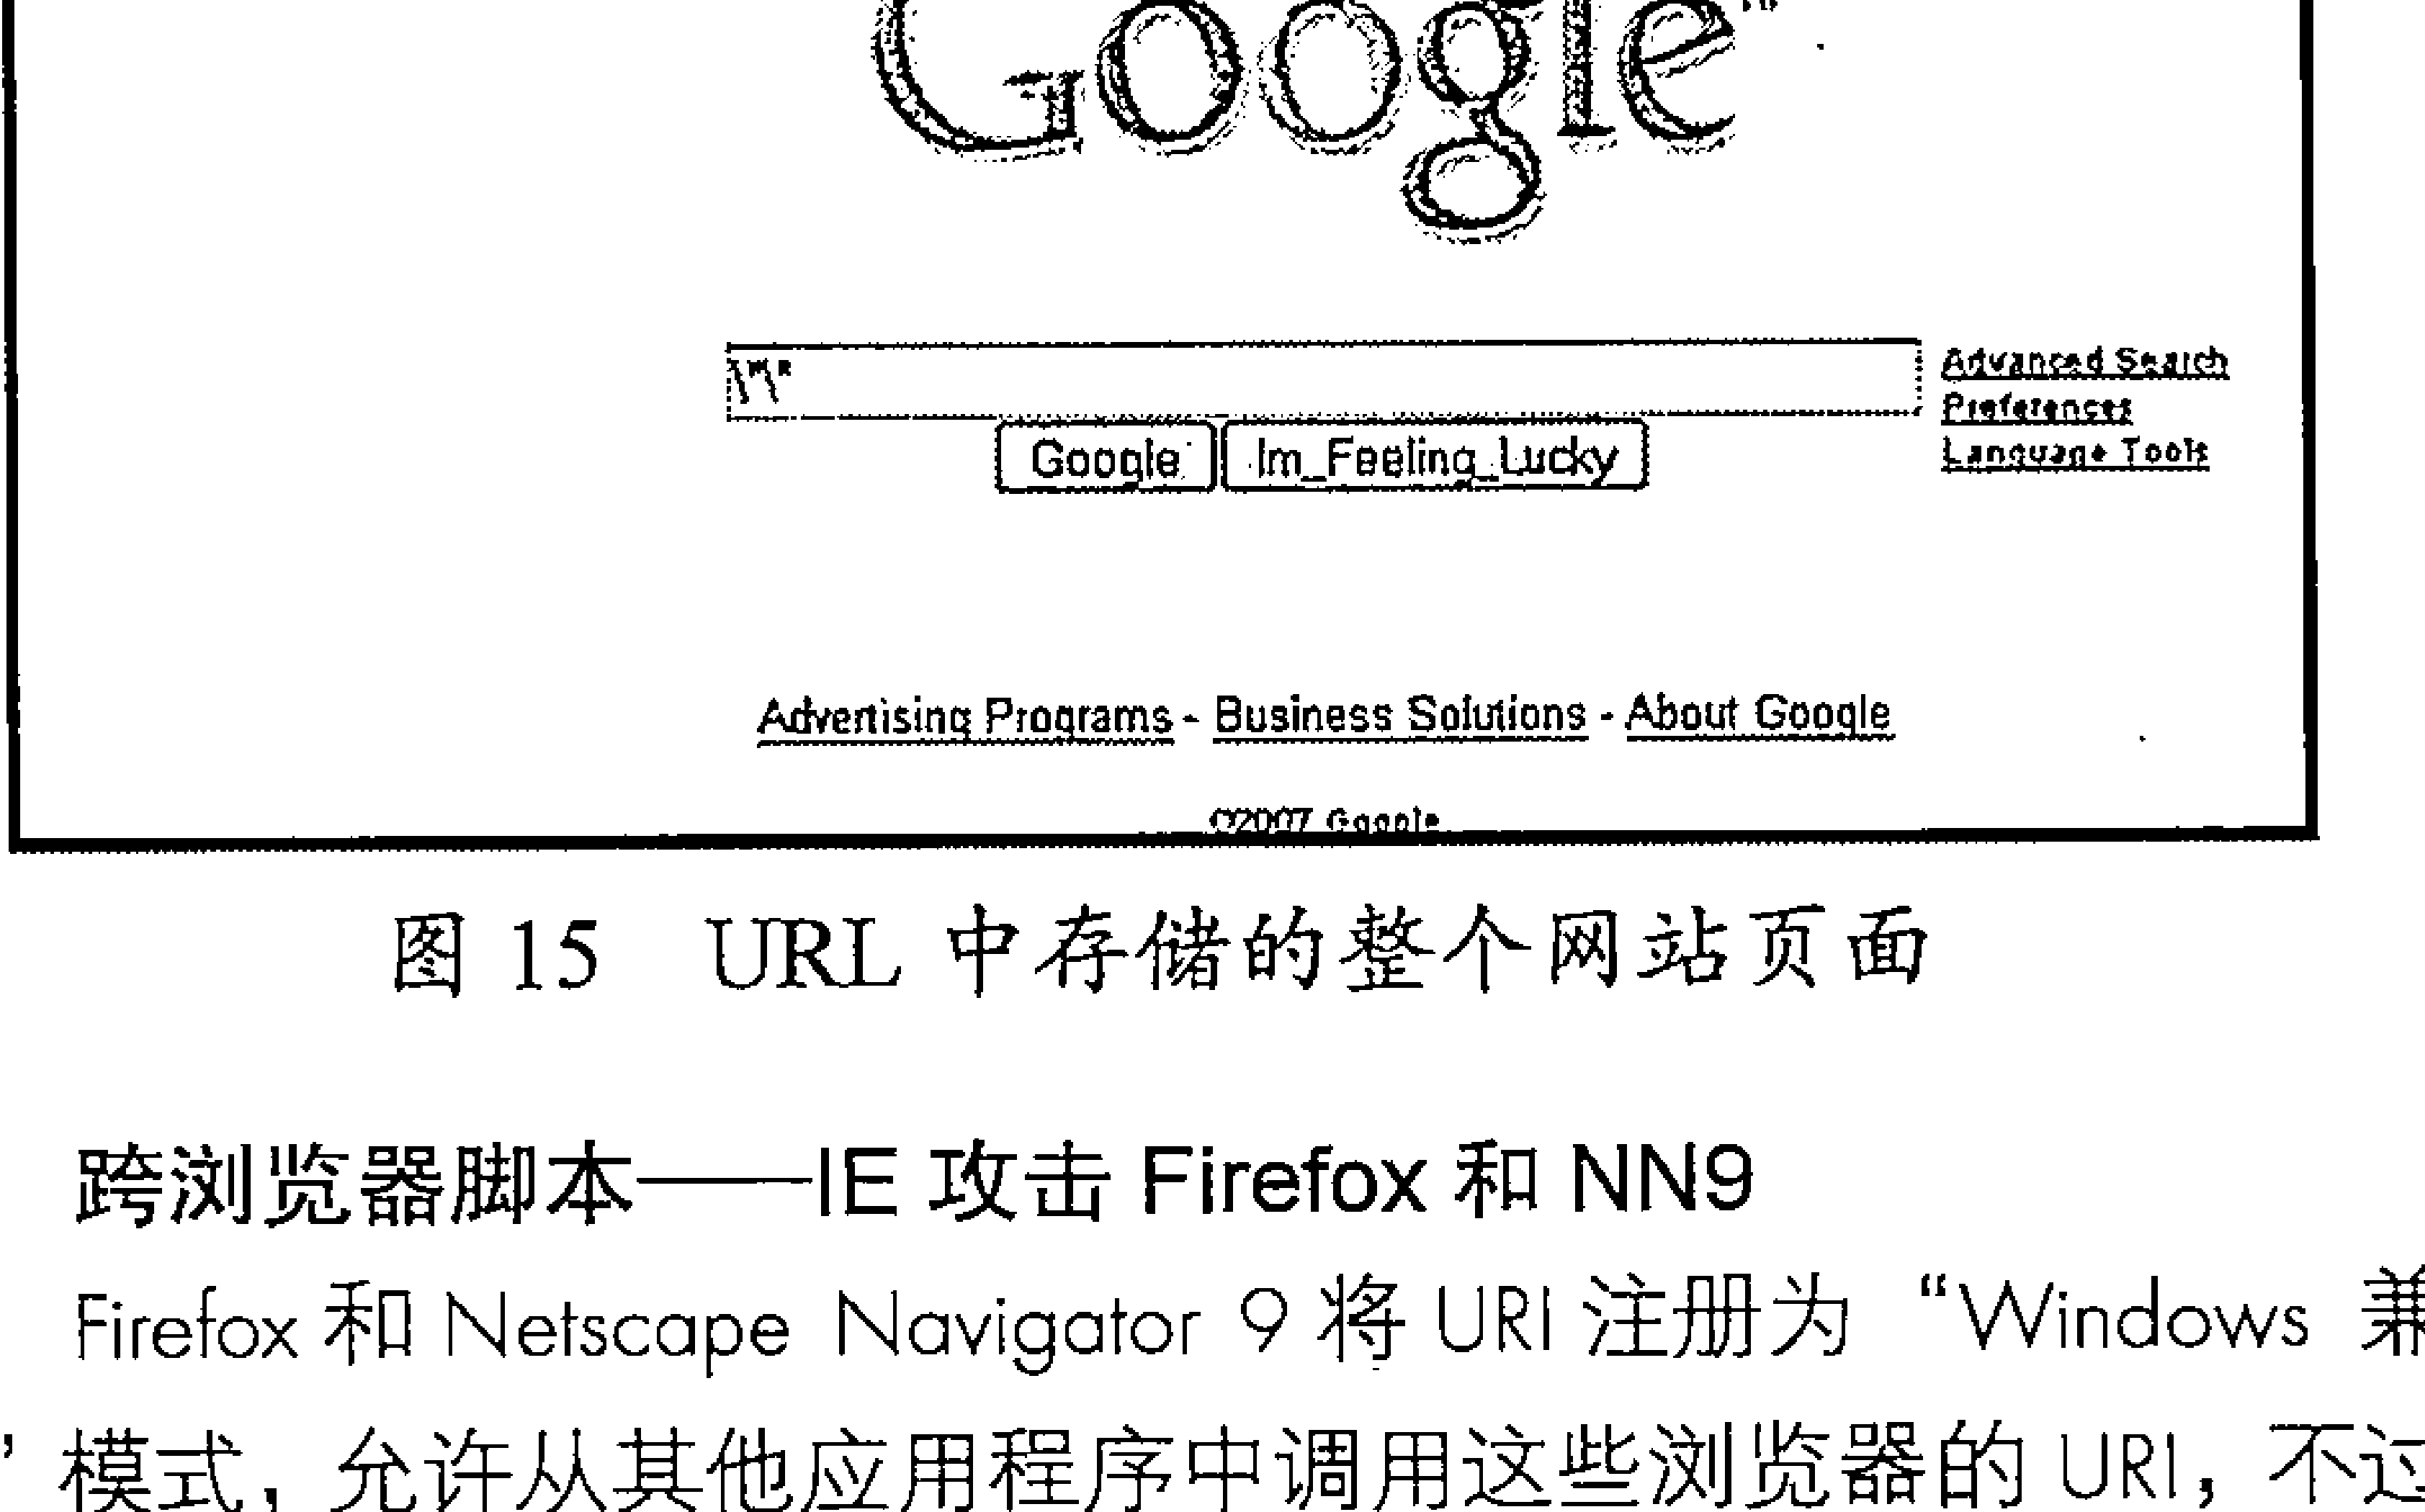 Google
\"\"
Advanced Search
Preferences
Language Tools
Google Im_Feeling_Lucky
Advertising Programs - Business Solutions - About Google
©2007 Google
图 15 URL 中存储的整个网站页面
跨浏览器脚本——IE 攻击 Firefox 和 NN9
Firefox 和 Netscape Navigator 9 将 URI 注册为 “Windows 兼
”模式，允许从其他应用程序中调用这些浏览器的 URI，不过